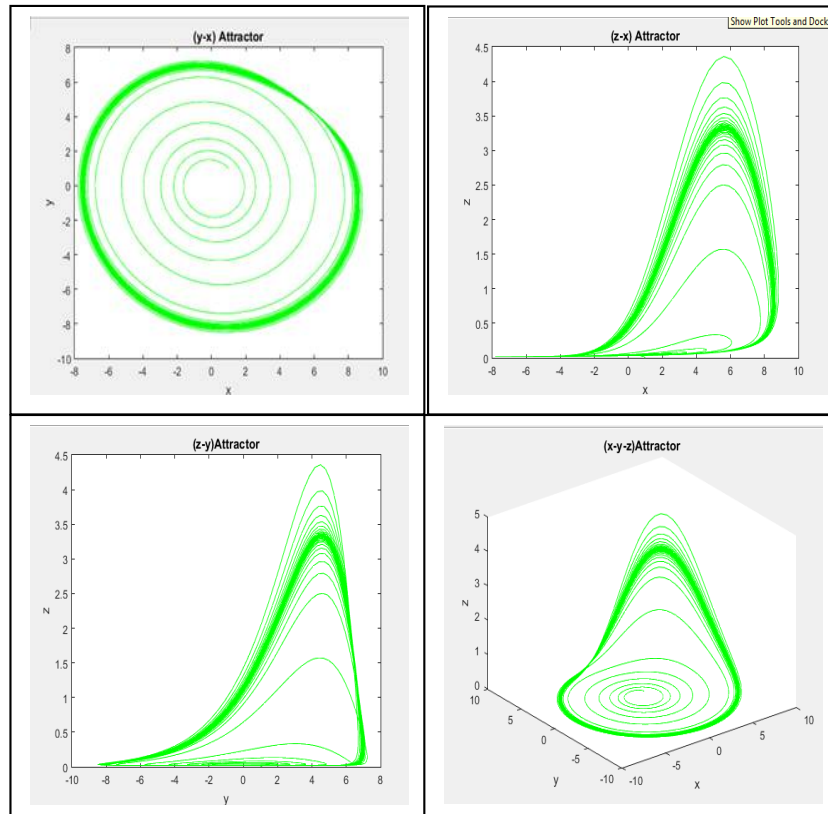 (y-x) Attractor
8
6
4
2
0
-2
-4
-6
-8
-10
y
-8 -6 -4 -2 0 2 4 6 8 10
x
Show Plot Tools and Dock
(z-x) Attractor
4.5
4
3.5
3
2.5
2
1.5
1
0.5
0
z
-8 -6 -4 -2 0 2 4 6 8 10
x
(z-y)Attractor
4.5
4
3.5
3
2.5
2
1.5
1
0.5
0
z
-10 -8 -6 -4 -2 0 2 4 6 8
y
(x-y-z)Attractor
5
4
3
2
1
0
z
10
5
0
-5
-10
y
-10
-5
0
5
10
x